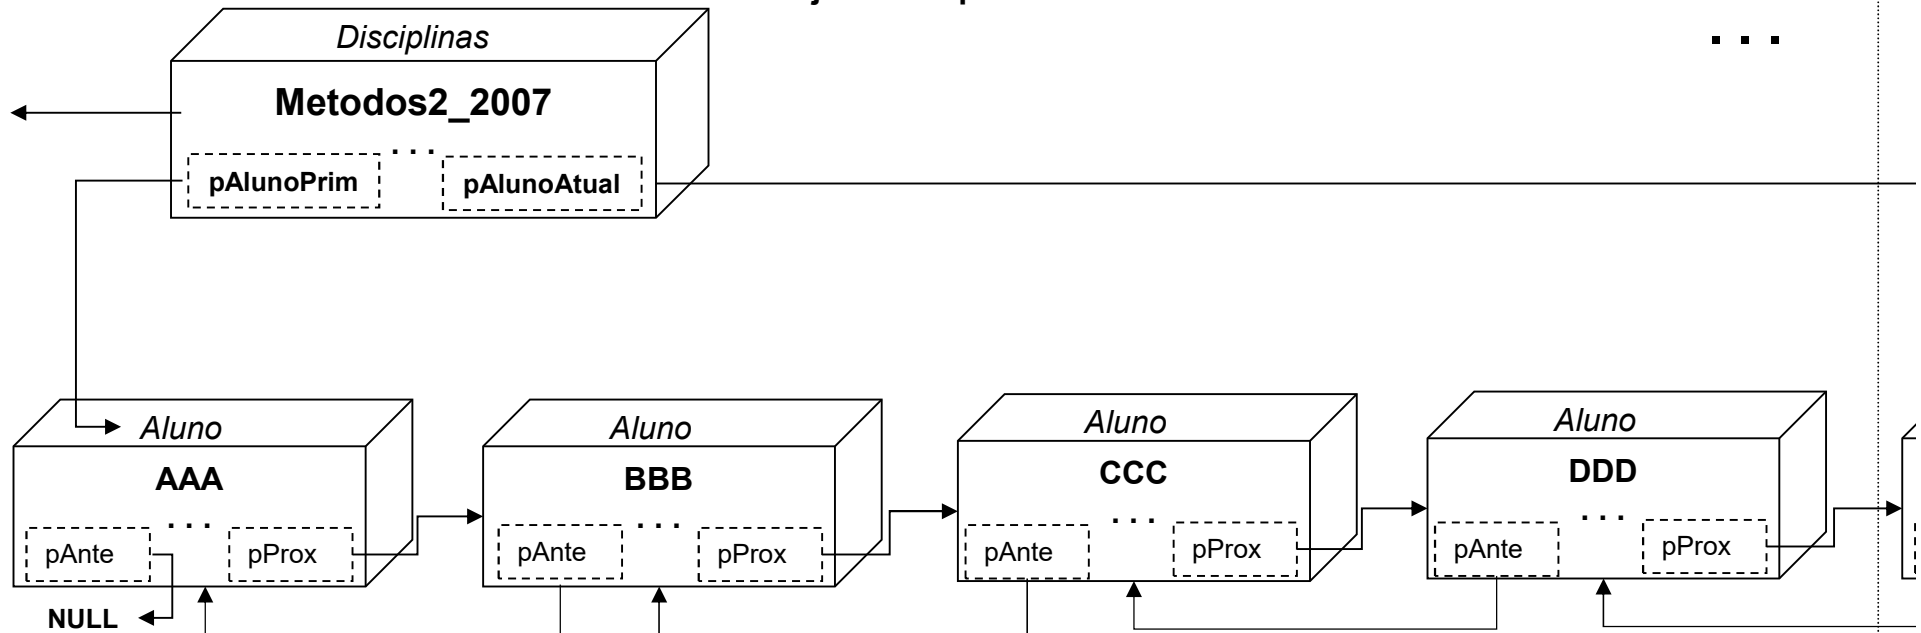 Disciplinas
. . .
Metodos2_2007
. . .
pAlunoPrim pAlunoAtual
Aluno Aluno Aluno Aluno
AAA BBB CCC DDD
. . . . . . . . . . . .
pAnte pProx pAnte pProx pAnte pProx pAnte pProx
NULL